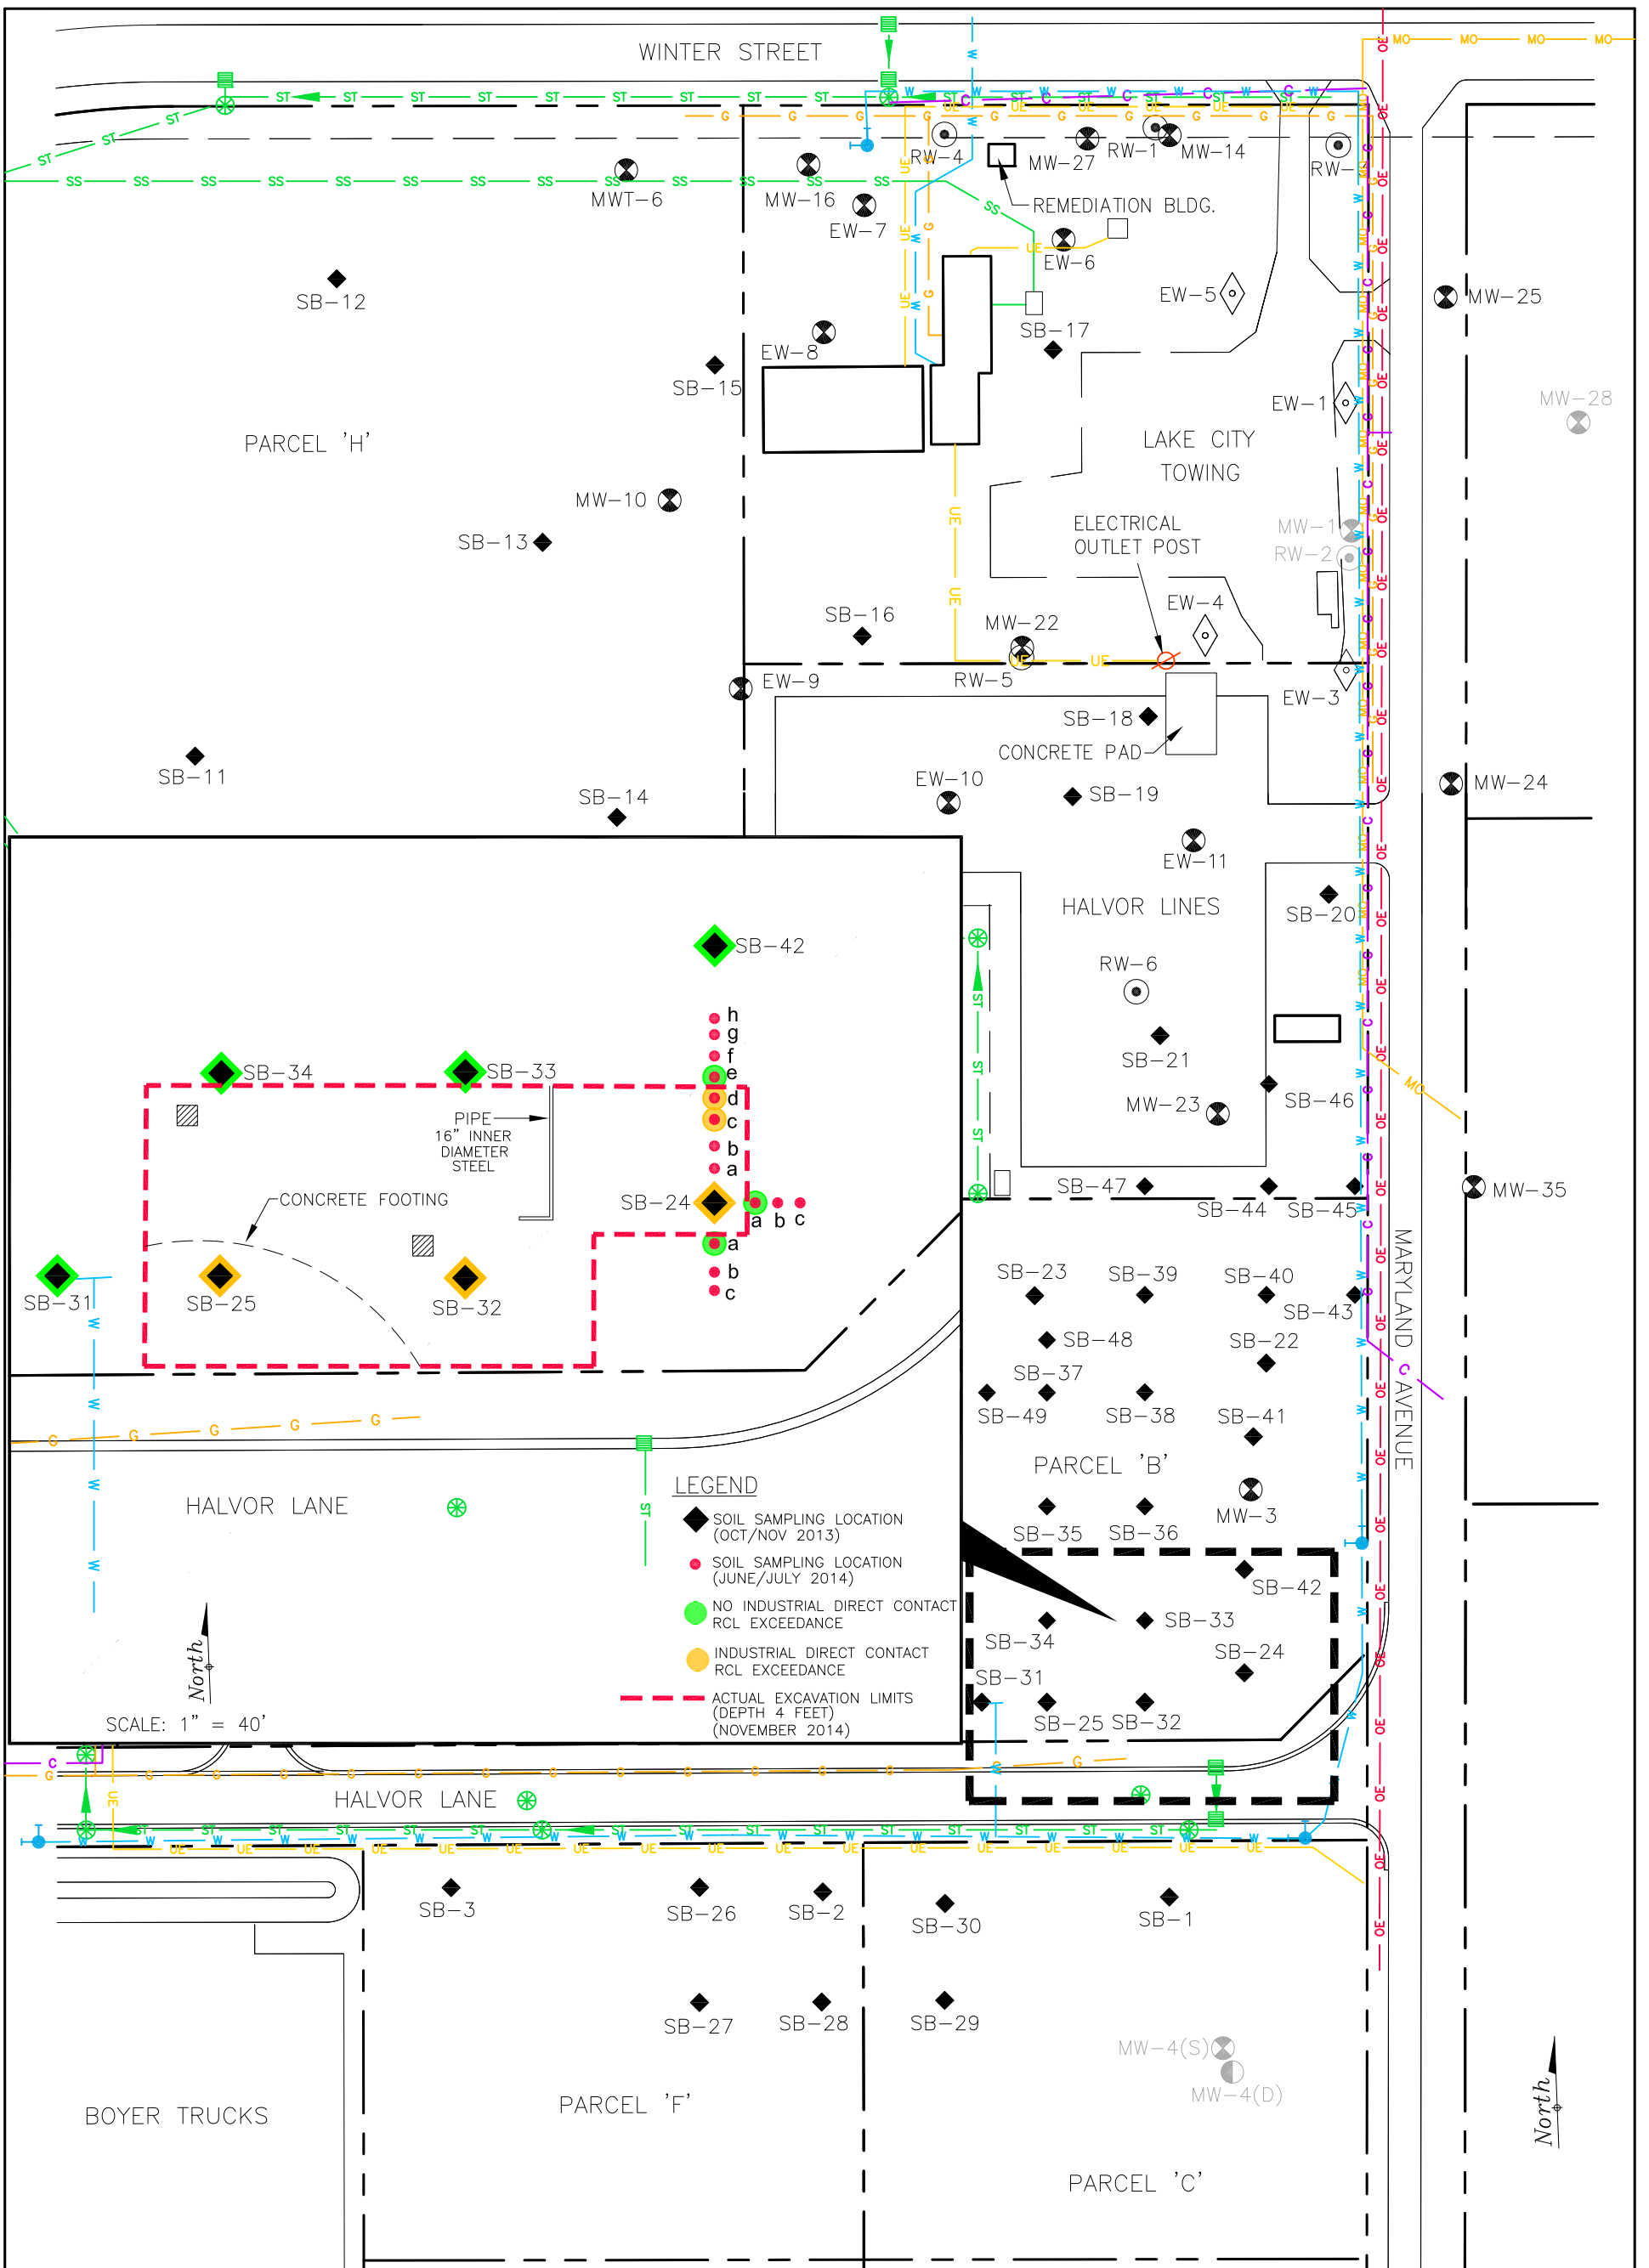 WINTER STREET
RW-4
MW-27
RW-1
MW-14
RW-
MWT-6
MW-16
EW-7
REMEDIATION BLDG.
EW-6
SB-12
EW-5
MW-25
SB-17
EW-8
SB-15
EW-1
MW-28
PARCEL 'H'
LAKE CITY
TOWING
MW-10
SB-13
ELECTRICAL
OUTLET POST
MW-1
RW-2
SB-16
MW-22
EW-4
RW-5
EW-9
EW-3
SB-18
CONCRETE PAD
SB-11
EW-10
SB-19
MW-24
SB-14
EW-11
HALVOR LINES
SB-20
RW-6
SB-21
SB-46
MW-23
SB-47
SB-44
SB-45
MW-35
SB-42
h
g
f
e
d
c
b
a
SB-34
SB-33
PIPE
16" INNER
DIAMETER
STEEL
CONCRETE FOOTING
SB-24
a b c
a
b
c
SB-31
SB-25
SB-32
MARYLAND AVENUE
SB-23
SB-39
SB-40
SB-43
SB-48
SB-22
SB-37
SB-49
SB-38
SB-41
PARCEL 'B'
SB-35
SB-36
MW-3
HALVOR LANE
LEGEND
SOIL SAMPLING LOCATION
(OCT/NOV 2013)
SOIL SAMPLING LOCATION
(JUNE/JULY 2014)
NO INDUSTRIAL DIRECT CONTACT
RCL EXCEEDANCE
INDUSTRIAL DIRECT CONTACT
RCL EXCEEDANCE
ACTUAL EXCAVATION LIMITS
(DEPTH 4 FEET)
(NOVEMBER 2014)
North
SCALE: 1" = 40'
SB-42
SB-34
SB-33
SB-24
SB-31
SB-25
SB-32
HALVOR LANE
SB-3
SB-26
SB-2
SB-30
SB-1
SB-27
SB-28
SB-29
MW-4(S)
MW-4(D)
BOYER TRUCKS
PARCEL 'F'
PARCEL 'C'
North